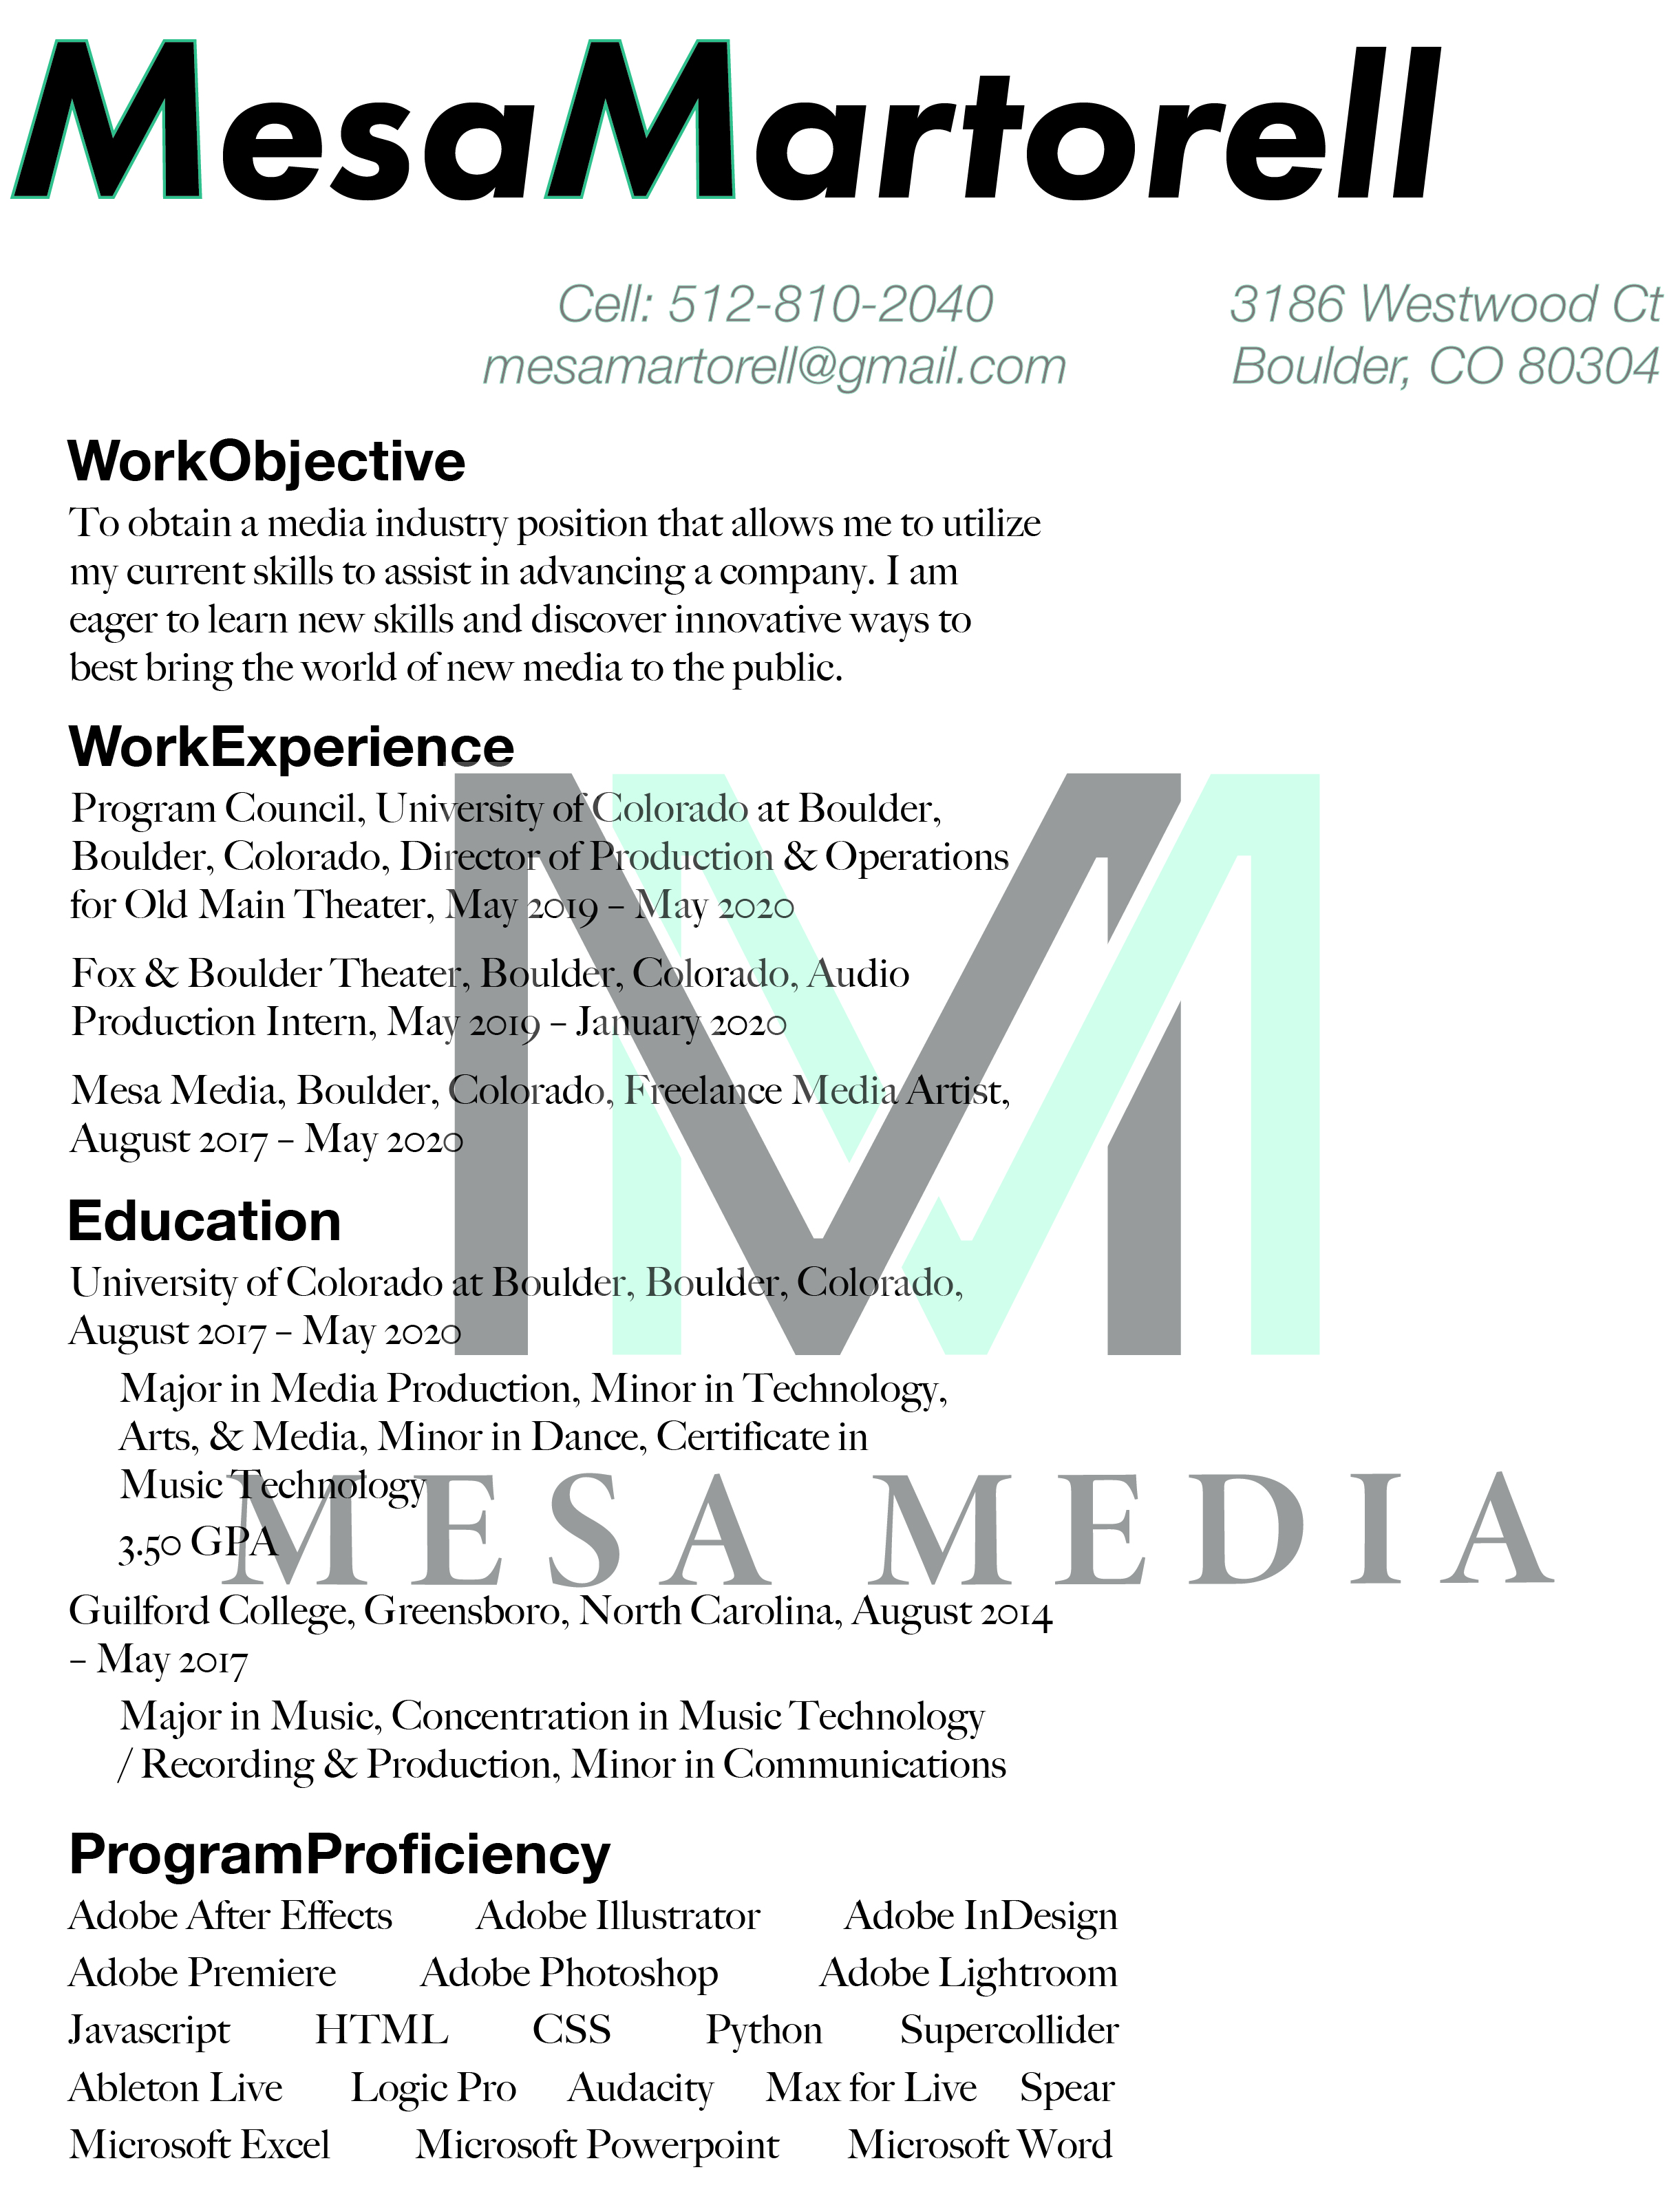 MesaMartorell
Cell: 512-810-2040
mesamartorell@gmail.com
3186 Westwood Ct
Boulder, CO 80304
WorkObjective
To obtain a media industry position that allows me to utilize
my current skills to assist in advancing a company. I am
eager to learn new skills and discover innovative ways to
best bring the world of new media to the public.
WorkExperience
Program Council, University of Colorado at Boulder,
Boulder, Colorado, Director of Production & Operations
for Old Main Theater, May 2019 – May 2020
Fox & Boulder Theater, Boulder, Colorado, Audio
Production Intern, May 2019 – January 2020
Mesa Media, Boulder, Colorado, Freelance Media Artist,
August 2017 – May 2020
Education
University of Colorado at Boulder, Boulder, Colorado,
August 2017 – May 2020
Major in Media Production, Minor in Technology,
Arts, & Media, Minor in Dance, Certificate in
Music Technology
3.50 GPA
MM
MESA MEDIA
Guilford College, Greensboro, North Carolina, August 2014
– May 2017
Major in Music, Concentration in Music Technology
/ Recording & Production, Minor in Communications
ProgramProficiency
Adobe After Effects Adobe Illustrator Adobe InDesign
Adobe Premiere Adobe Photoshop Adobe Lightroom
Javascript HTML CSS Python Supercollider
Ableton Live Logic Pro Audacity Max for Live Spear
Microsoft Excel Microsoft Powerpoint Microsoft Word